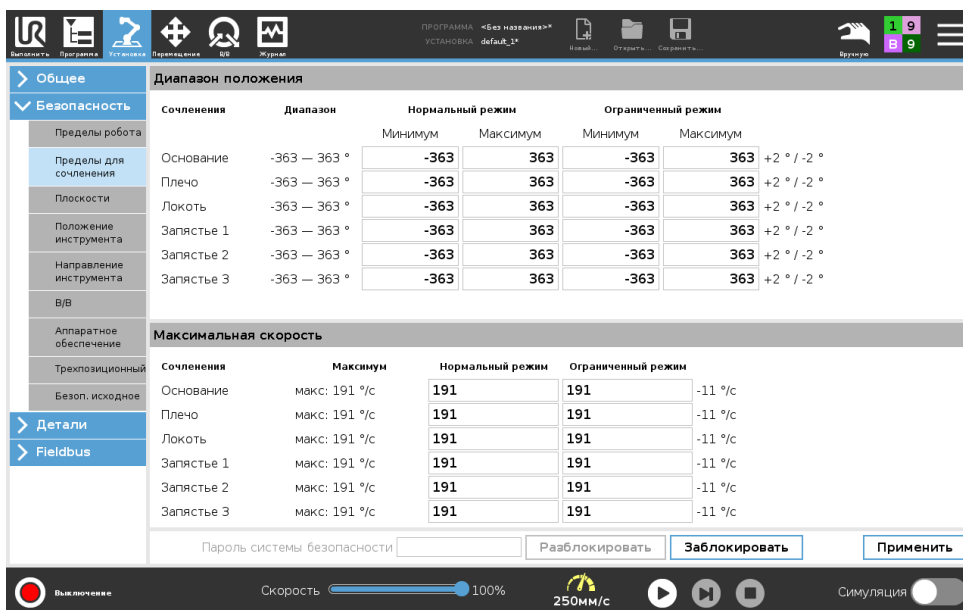 ПРОГРАММА <Без названия>*
УСТАНОВКА default_1*
Выполнить Программа Установка Перемещение В/В Журнал
Новый... Открыть... Сохранить...
Вручную
1 9
B 9
Общее
Безопасность
Пределы робота
Пределы для
сочленения
Плоскости
Положение
инструмента
Направление
инструмента
В/В
Аппаратное
обеспечение
Трехпозиционный
Безоп. исходное
Детали
Fieldbus
Диапазон положения
Сочленения Диапазон Нормальный режим Ограниченный режим
Минимум Максимум Минимум Максимум
Основание -363 — 363 ° -363 363 -363 363 +2 ° / -2 °
Плечо -363 — 363 ° -363 363 -363 363 +2 ° / -2 °
Локоть -363 — 363 ° -363 363 -363 363 +2 ° / -2 °
Запястье 1 -363 — 363 ° -363 363 -363 363 +2 ° / -2 °
Запястье 2 -363 — 363 ° -363 363 -363 363 +2 ° / -2 °
Запястье 3 -363 — 363 ° -363 363 -363 363 +2 ° / -2 °
Максимальная скорость
Сочленения Максимум Нормальный режим Ограниченный режим
Основание макс: 191 °/с 191 191 -11 °/с
Плечо макс: 191 °/с 191 191 -11 °/с
Локоть макс: 191 °/с 191 191 -11 °/с
Запястье 1 макс: 191 °/с 191 191 -11 °/с
Запястье 2 макс: 191 °/с 191 191 -11 °/с
Запястье 3 макс: 191 °/с 191 191 -11 °/с
Пароль системы безопасности Разблокировать Заблокировать Применить
Выключение Скорость 100% 250мм/с Симуляция